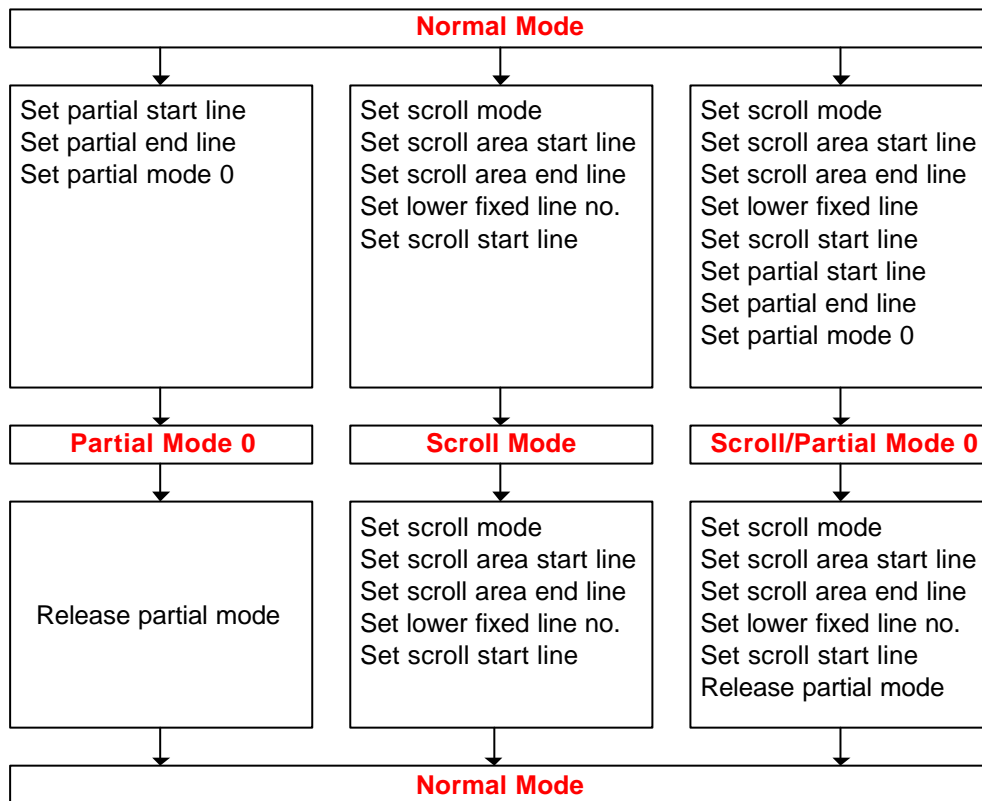 Normal Mode
Set partial start line
Set partial end line
Set partial mode 0
Set scroll mode
Set scroll area start line
Set scroll area end line
Set lower fixed line no.
Set scroll start line
Set scroll mode
Set scroll area start line
Set scroll area end line
Set lower fixed line
Set scroll start line
Set partial start line
Set partial end line
Set partial mode 0
Partial Mode 0
Scroll Mode
Scroll/Partial Mode 0
Release partial mode
Set scroll mode
Set scroll area start line
Set scroll area end line
Set lower fixed line no.
Set scroll start line
Set scroll mode
Set scroll area start line
Set scroll area end line
Set lower fixed line no.
Set scroll start line
Release partial mode
Normal Mode